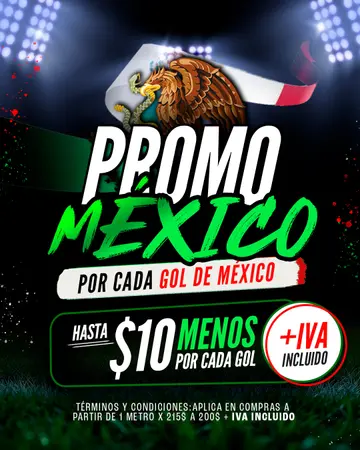 PROMO
MÉXICO
POR CADA GOL DE MÉXICO
HASTA $10 MENOS
POR CADA GOL
+IVA
INCLUIDO
TÉRMINOS Y CONDICIONES:APLICA EN COMPRAS A
PARTIR DE 1 METRO X 215$ A 200$ + IVA INCLUIDO